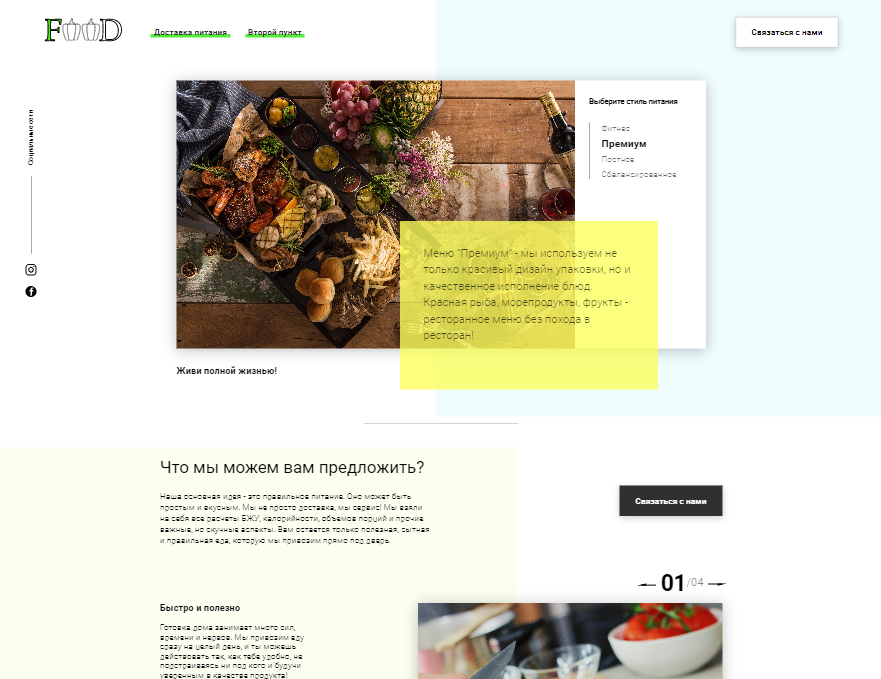 FOOD
Доставка питания
Второй пункт
Связаться с нами
Социальные сети
Выберите стиль питания
Фитнес
Премиум
Постное
Сбалансированное
Меню "Премиум" - мы используем не
только красивый дизайн упаковки, но и
качественное исполнение блюд.
Красная рыба, морепродукты, фрукты -
ресторанное меню без похода в
ресторан!
Живи полной жизнью!
Что мы можем вам предложить?
Наша основная идея - это правильное питание. Оно может быть
простым и вкусным. Мы не просто доставка, мы сервис! Мы взяли
на себя все расчеты БЖУ, калорийности, объемов порций и прочие
важные, но скучные аспекты. Вам остается только полезная, сытная
и правильная еда, которую мы привозим прямо под дверь.
Связаться с нами
01/04
Быстро и полезно
Готовка дома занимает много сил,
времени и нервов. Мы привозим еду
сразу на целый день, и ты можешь
действовать так, как тебе удобно, не
подстраиваясь ни под кого и будучи
уверенным в качестве продукта!